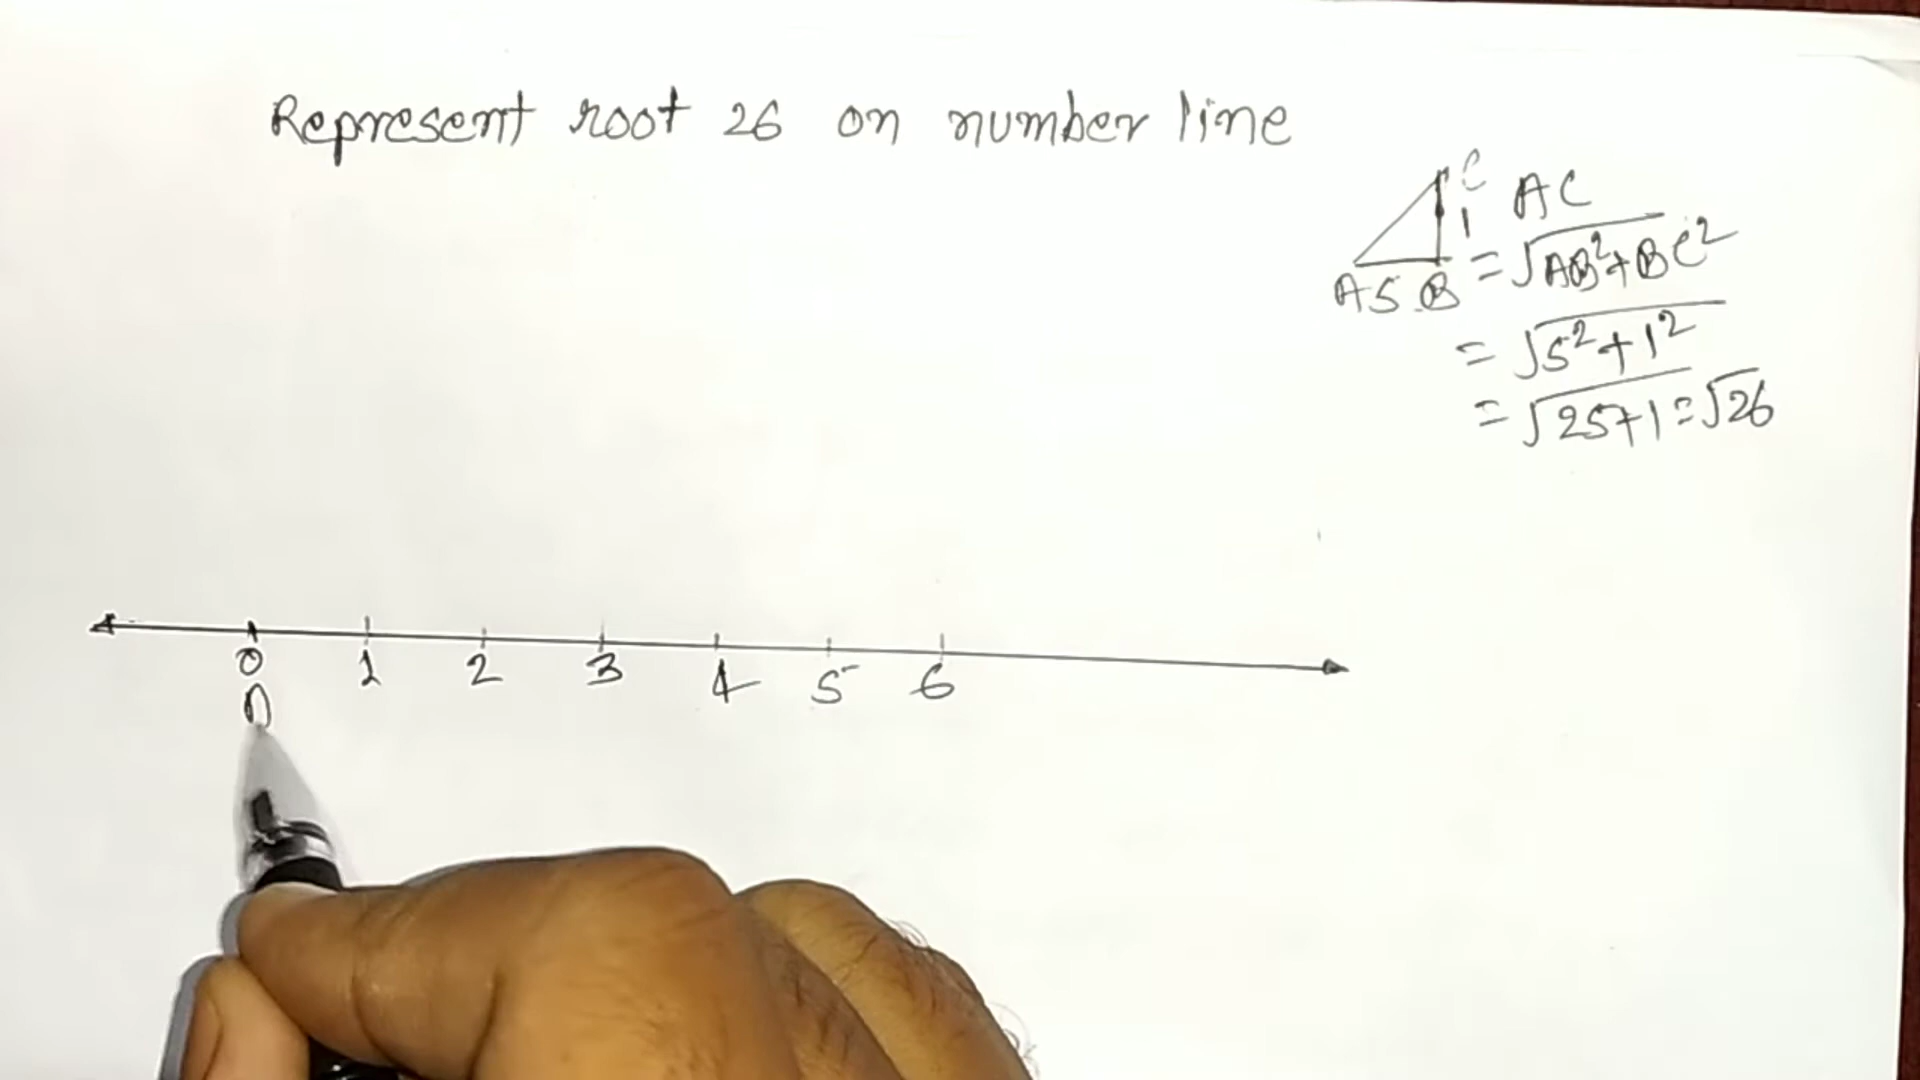 Represent root 26 on number line
C
1
A 5 B
AC
= √AB²+BC²
= √5²+1²
= √25+1 = √26
0 1 2 3 4 5 6
A